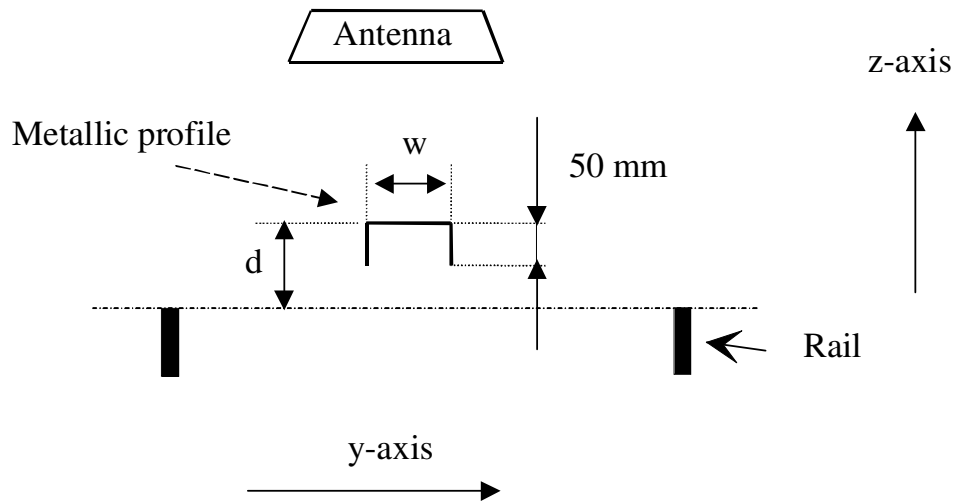 Antenna
z-axis
Metallic profile
w
50 mm
d
Rail
y-axis